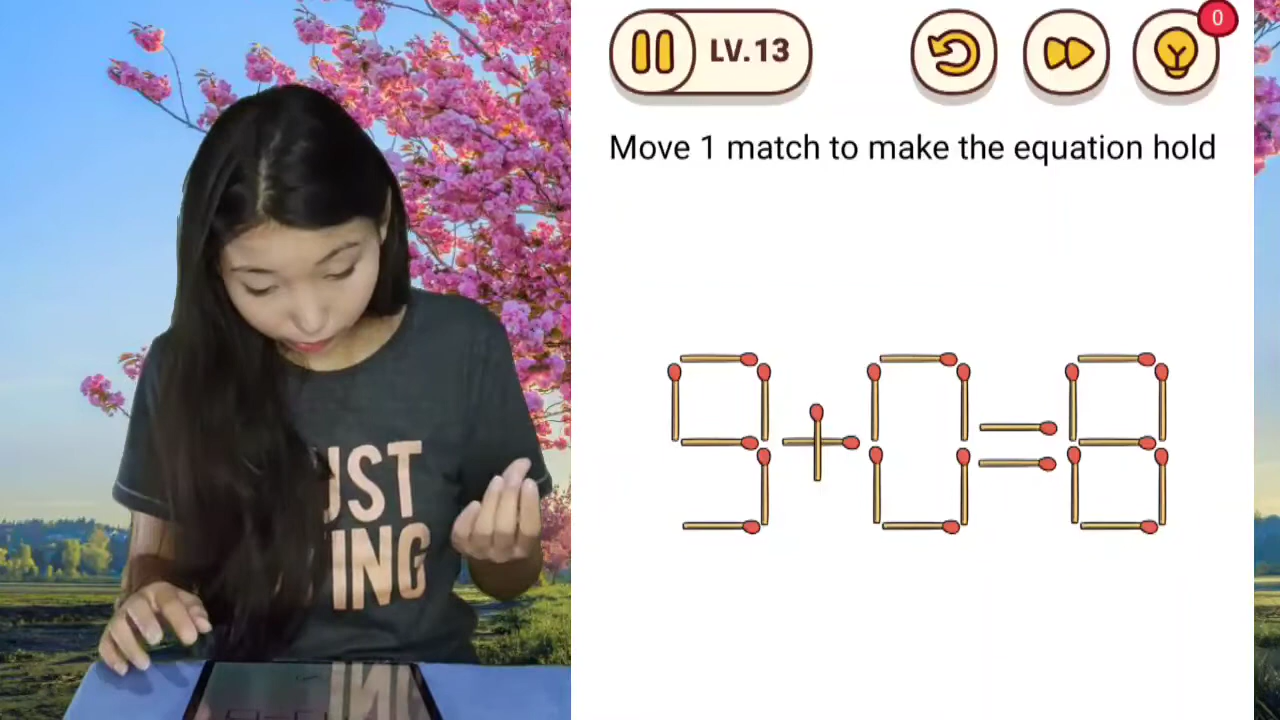 LV.13
0
Move 1 match to make the equation hold
9+0=8
UST
ING